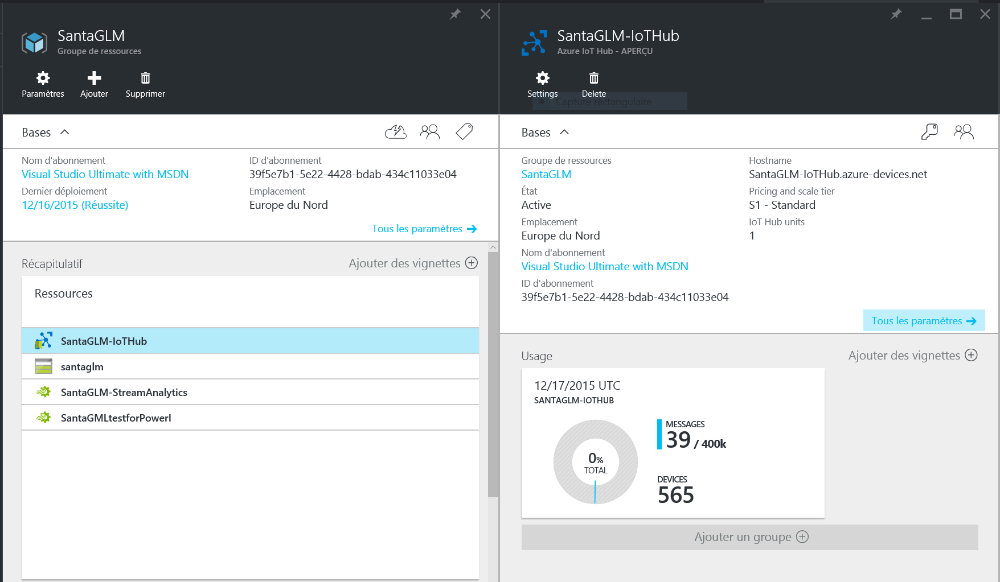 SantaGLM
Groupe de ressources
Paramètres
Ajouter
Supprimer
Bases
Nom d'abonnement
Visual Studio Ultimate with MSDN
ID d'abonnement
39f5e7b1-5e22-4428-bdab-434c11033e04
Dernier déploiement
12/16/2015 (Réussite)
Emplacement
Europe du Nord
Tous les paramètres
Récapitulatif
Ajouter des vignettes
Ressources
SantaGLM-IoTHub
santaglm
SantaGLM-StreamAnalytics
SantaGMLtestforPowerI
SantaGLM-IoTHub
Azure IoT Hub - APERÇU
Settings
Delete
Capture rectangulaire
Bases
Groupe de ressources
SantaGLM
Hostname
SantaGLM-IoTHub.azure-devices.net
État
Active
Pricing and scale tier
S1 - Standard
Emplacement
Europe du Nord
IoT Hub units
1
Nom d'abonnement
Visual Studio Ultimate with MSDN
ID d'abonnement
39f5e7b1-5e22-4428-bdab-434c11033e04
Tous les paramètres
Usage
Ajouter des vignettes
12/17/2015 UTC
SANTAGLM-IOTHUB
0%
TOTAL
MESSAGES
39 / 400k
DEVICES
565
Ajouter un groupe